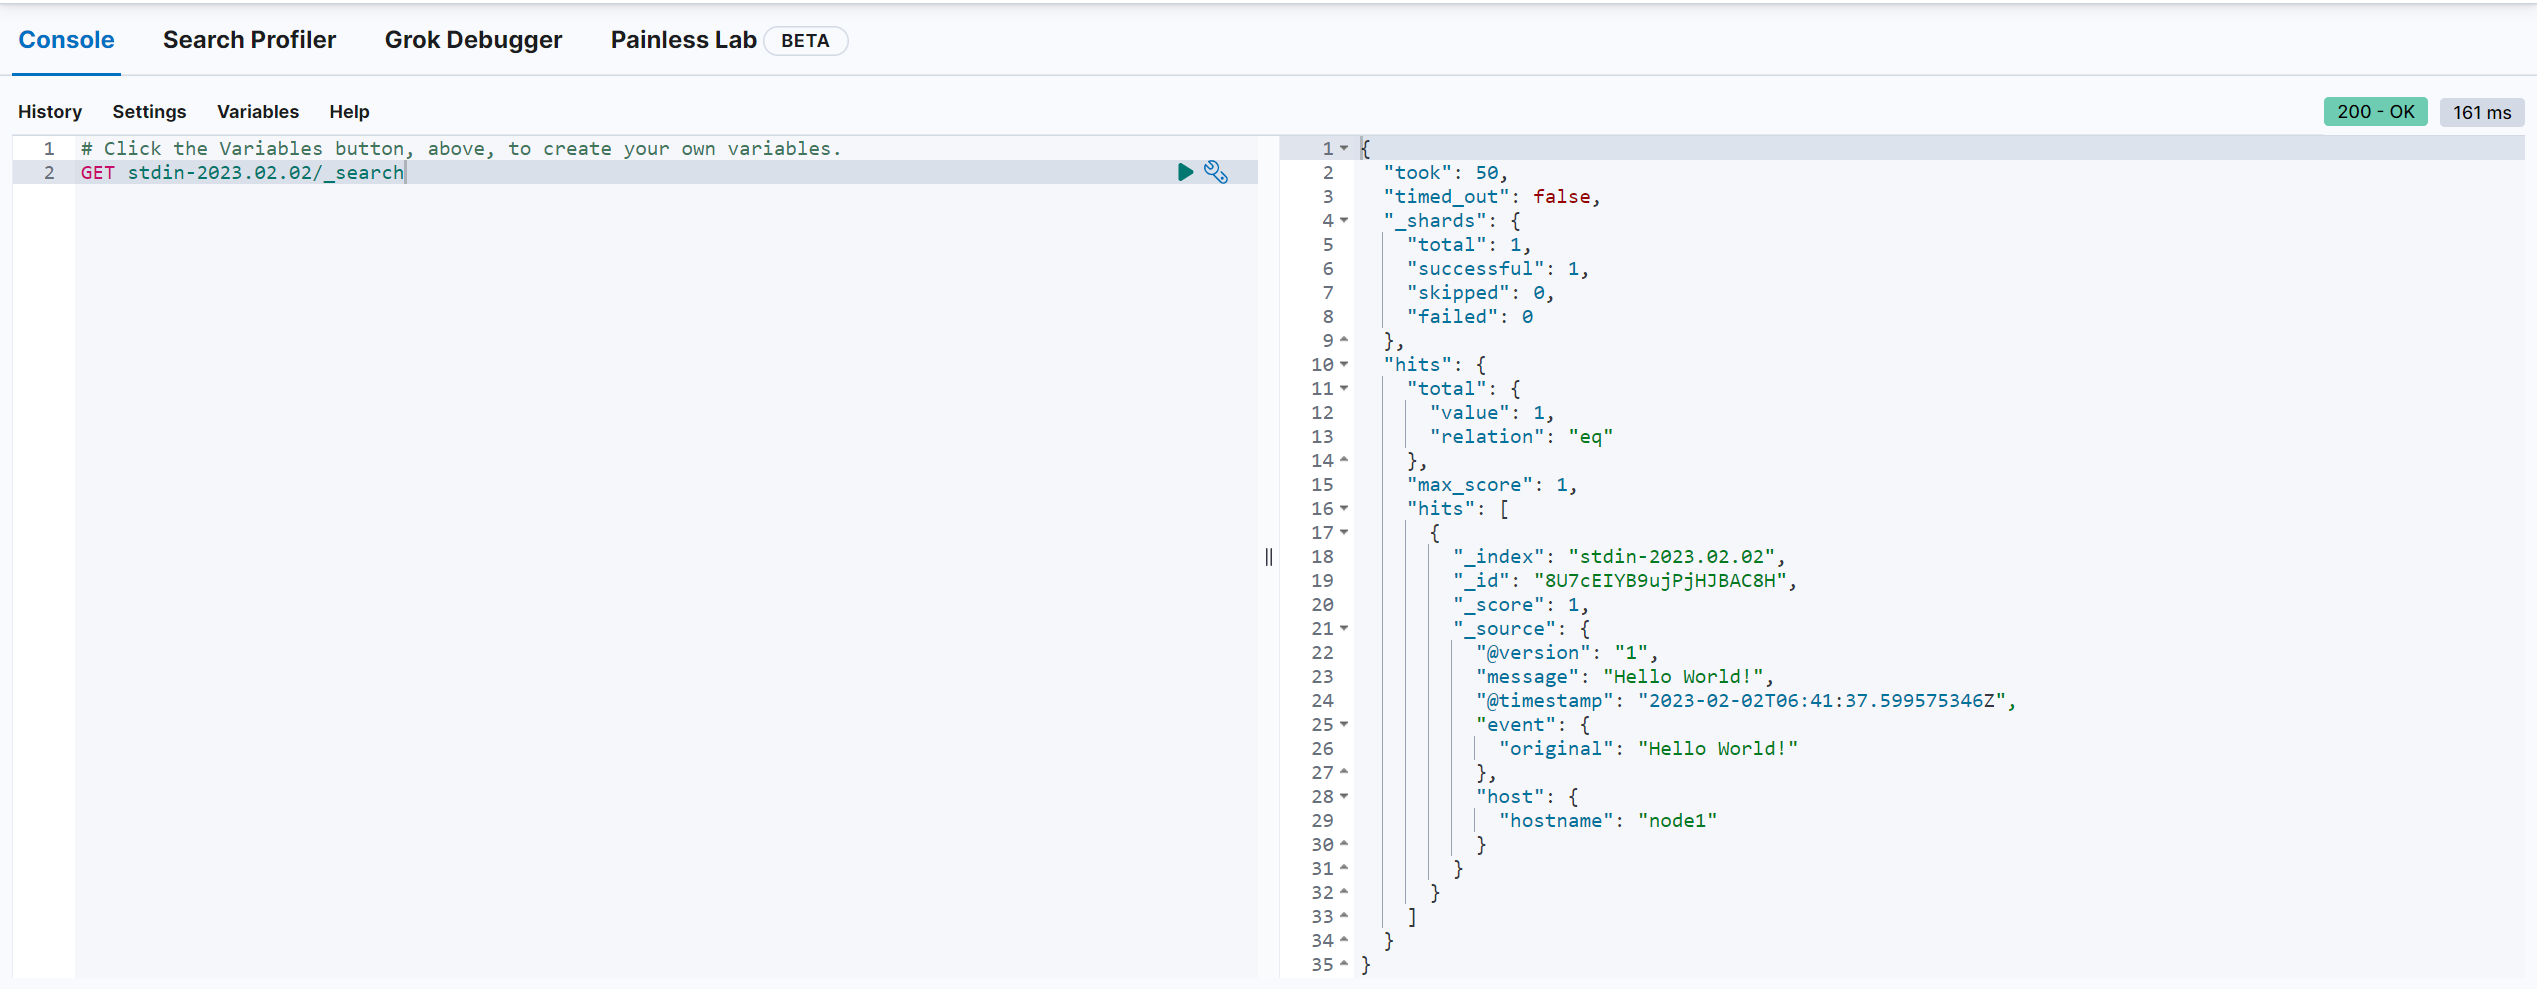 Console Search Profiler Grok Debugger Painless Lab BETA
History Settings Variables Help 200 - OK 161 ms
1 # Click the Variables button, above, to create your own variables.
2 GET stdin-2023.02.02/_search
1 {
2 "took": 50,
3 "timed_out": false,
4 "_shards": {
5 "total": 1,
6 "successful": 1,
7 "skipped": 0,
8 "failed": 0
9 },
10 "hits": {
11 "total": {
12 "value": 1,
13 "relation": "eq"
14 },
15 "max_score": 1,
16 "hits": [
17 {
18 "_index": "stdin-2023.02.02",
19 "_id": "8U7cEIYB9ujPjHJBAC8H",
20 "_score": 1,
21 "_source": {
22 "@version": "1",
23 "message": "Hello World!",
24 "@timestamp": "2023-02-02T06:41:37.599575346Z",
25 "event": {
26 "original": "Hello World!"
27 },
28 "host": {
29 "hostname": "node1"
30 }
31 }
32 }
33 ]
34 }
35 }